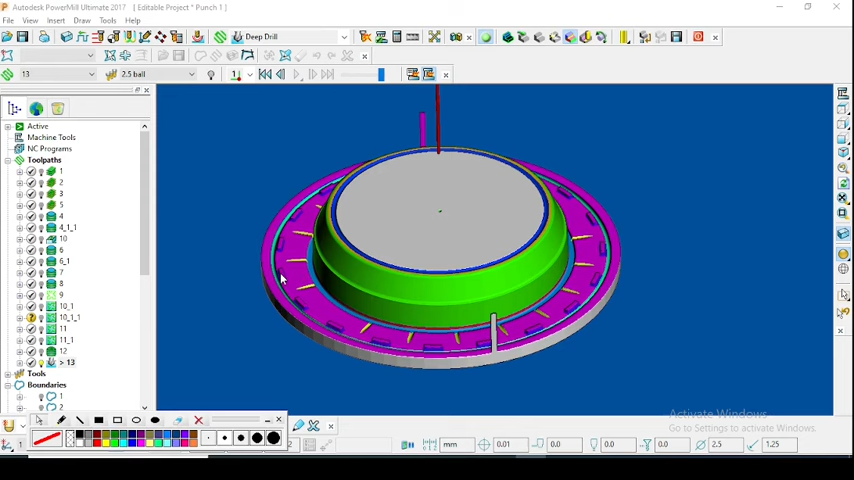 Autodesk PowerMill Ultimate 2017 [ Editable Project * Punch 1 ]
File View Insert Draw Tools Help
Deep Drill
13 2.5 ball 1
Active
Machine Tools
NC Programs
Toolpaths
1
2
3
5
4
4_1_1
10
6
6_1
7
8
9
10_1
10_1_1
11
11_1
12
> 13
Tools
Boundaries
1
2
Activate Windows
Go to Settings to activate Windows.
mm 0.01 0.0 0.0 0.0 2.5 1.25